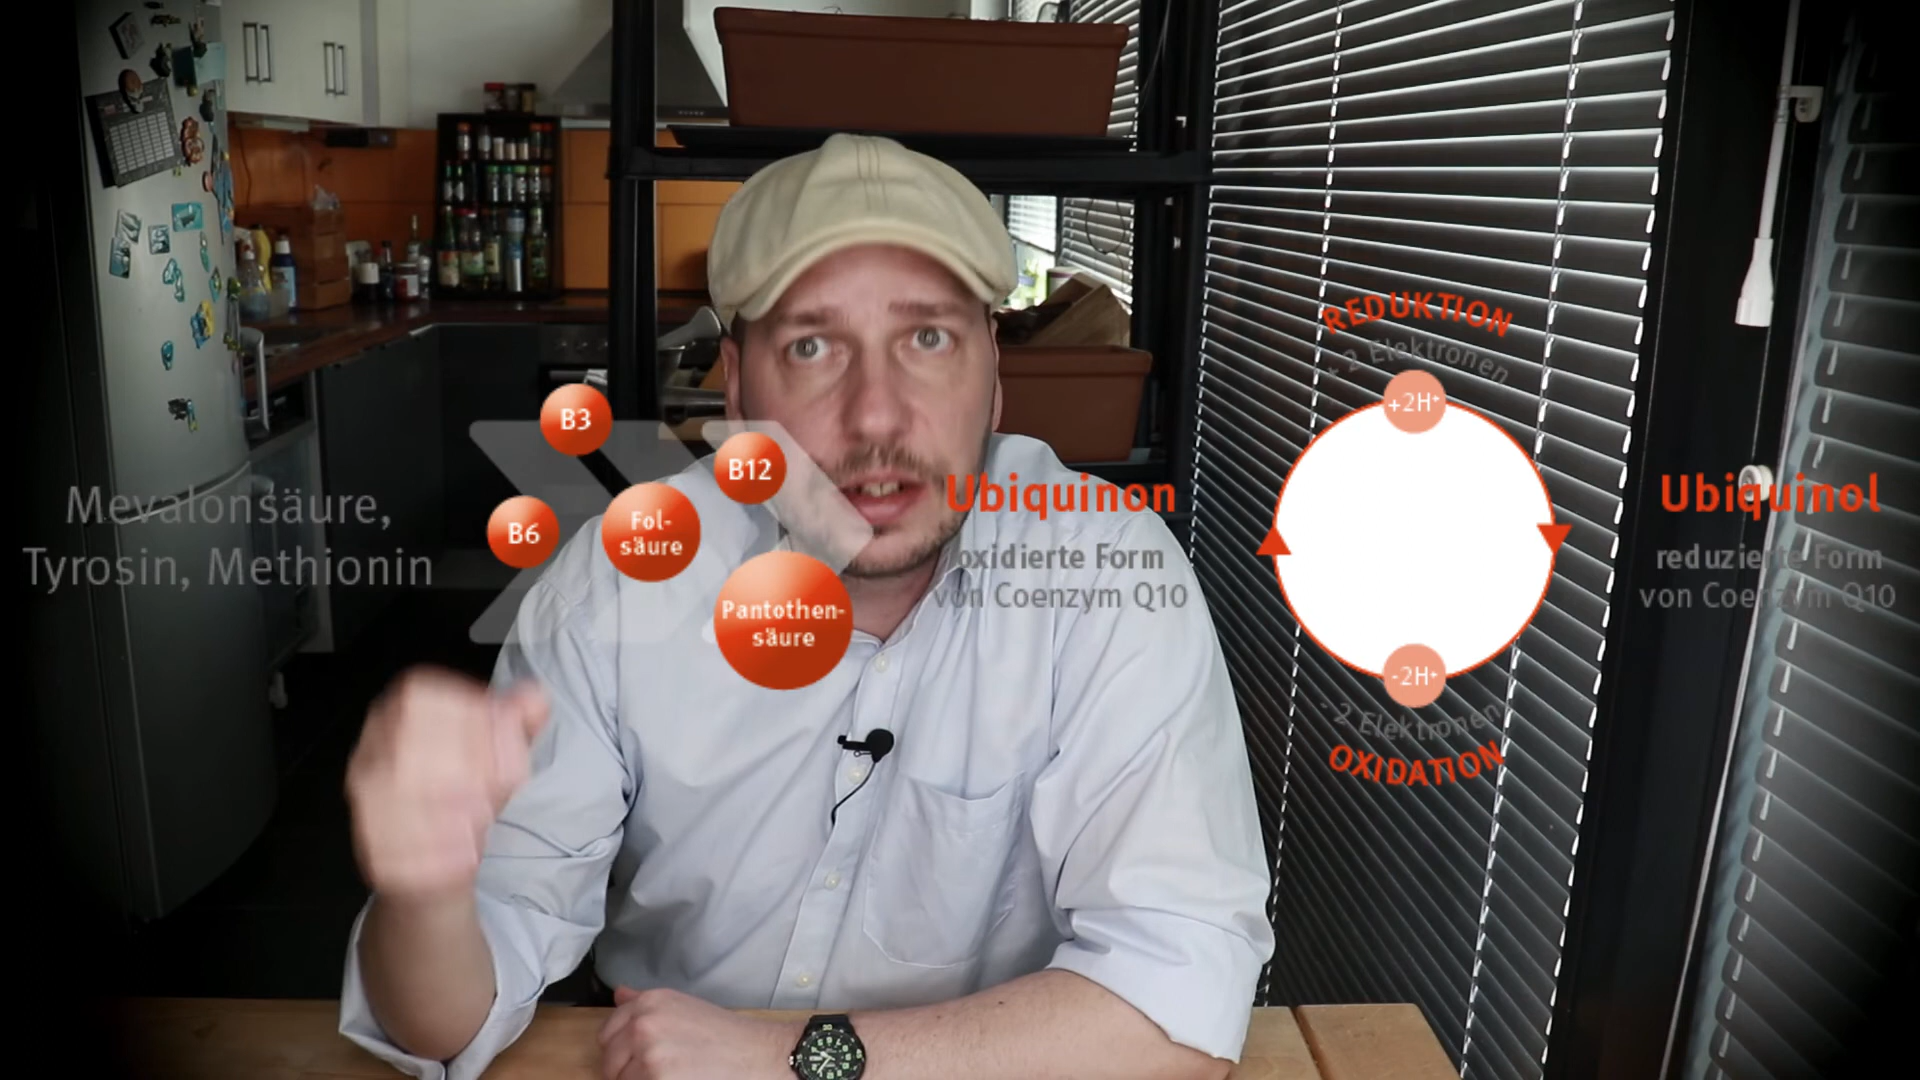 Mevalonsäure,
Tyrosin, Methionin
B3
B6
Fol-
säure
B12
Pantothen-
säure
Ubiquinon
oxidierte Form
von Coenzym Q10
REDUKTION
+ 2 Elektronen
+2H+
-2H+
- 2 Elektronen
OXIDATION
Ubiquinol
reduzierte Form
von Coenzym Q10